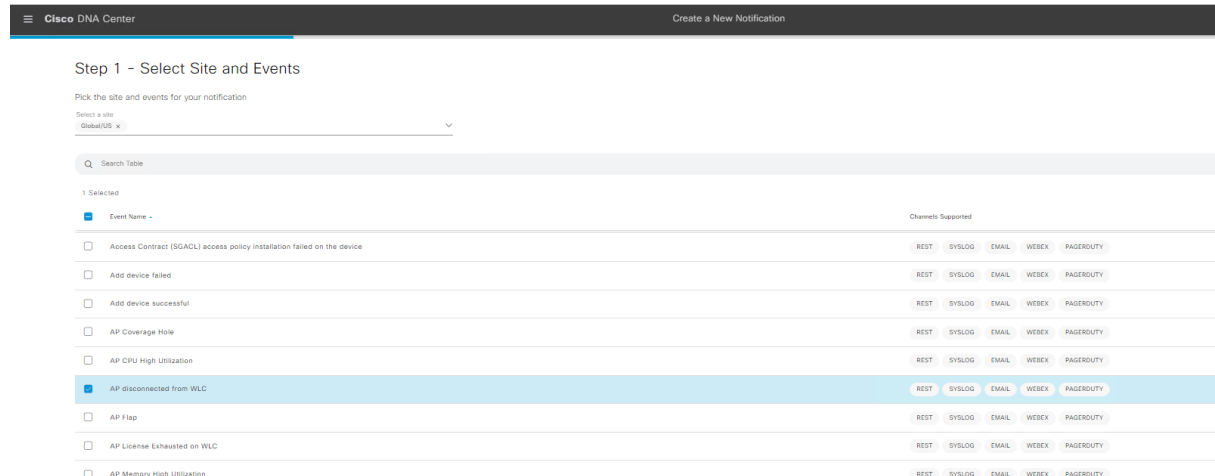 Cisco DNA Center Create a New Notification
Step 1 - Select Site and Events
Pick the site and events for your notification
Select a site
Global/US ×
Search Table
1 Selected
Event Name Channels Supported
Access Contract (SGACL) access policy installation failed on the device REST SYSLOG EMAIL WEBEX PAGERDUTY
Add device failed REST SYSLOG EMAIL WEBEX PAGERDUTY
Add device successful REST SYSLOG EMAIL WEBEX PAGERDUTY
AP Coverage Hole REST SYSLOG EMAIL WEBEX PAGERDUTY
AP CPU High Utilization REST SYSLOG EMAIL WEBEX PAGERDUTY
AP disconnected from WLC REST SYSLOG EMAIL WEBEX PAGERDUTY
AP Flap REST SYSLOG EMAIL WEBEX PAGERDUTY
AP License Exhausted on WLC REST SYSLOG EMAIL WEBEX PAGERDUTY
AP Memory High Utilization REST SYSLOG EMAIL WEBEX PAGERDUTY